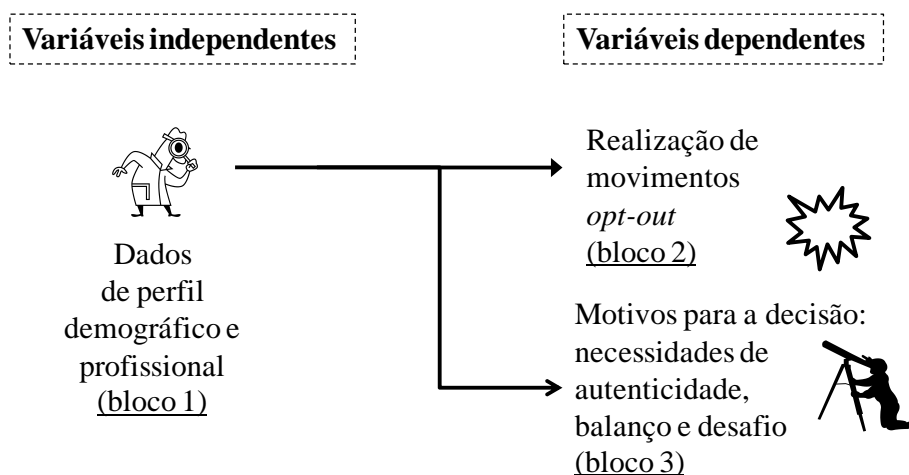 Variáveis independentes
Variáveis dependentes
Dados
de perfil
demográfico e
profissional
(bloco 1)
Realização de
movimentos
opt-out
(bloco 2)
Motivos para a decisão:
necessidades de
autenticidade,
balanço e desafio
(bloco 3)